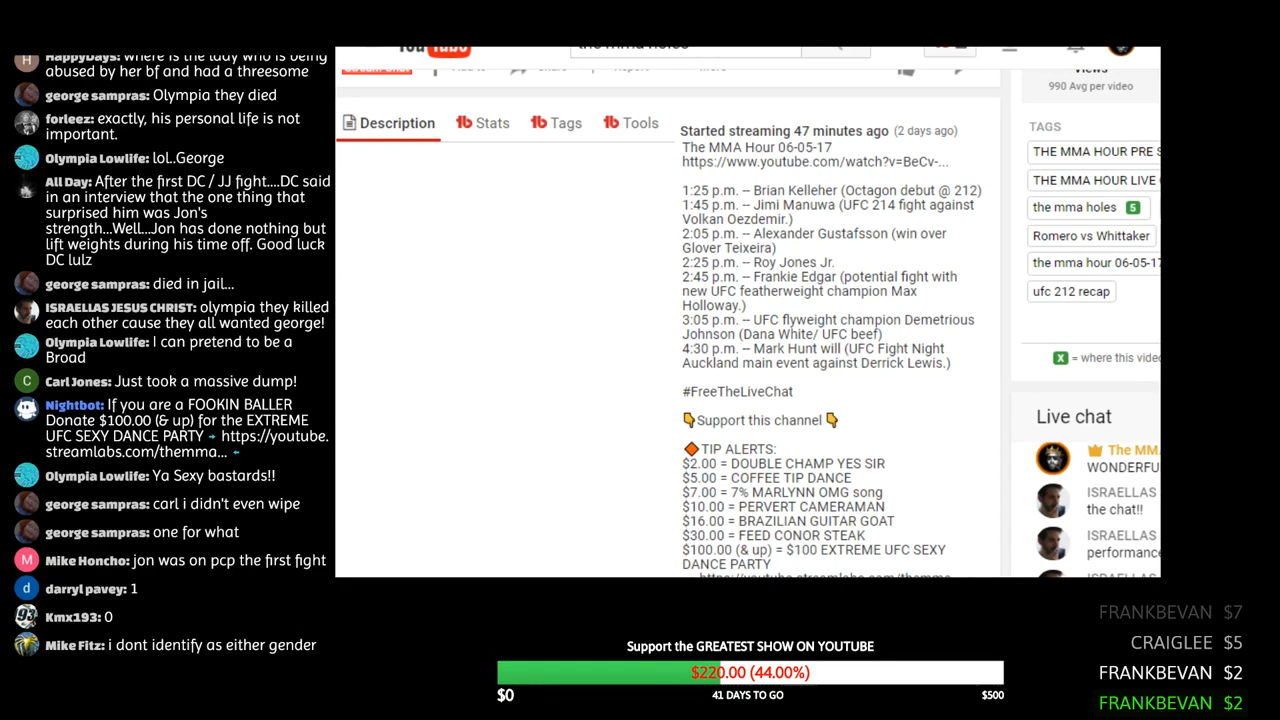 HappyDays: where is the lady who is being
abused by her bf and had a threesome
george sampras: Olympia they died
forleez: exactly, his personal life is not
important.
Olympia Lowlife: lol..George
All Day: After the first DC / JJ fight....DC said
in an interview that the one thing that
surprised him was Jon's
strength...Well...Jon has done nothing but
lift weights during his time off. Good luck
DC lulz
george sampras: died in jail...
ISRAELLAS JESUS CHRIST: olympia they killed
each other cause they all wanted george!
Olympia Lowlife: I can pretend to be a
Broad
Carl Jones: Just took a massive dump!
Nightbot: If you are a FOOKIN BALLER
Donate $100.00 (& up) for the EXTREME
UFC SEXY DANCE PARTY → https://youtube.
streamlabs.com/themma... ←
Olympia Lowlife: Ya Sexy bastards!!
george sampras: carl i didn't even wipe
george sampras: one for what
Mike Honcho: jon was on pcp the first fight
darryl pavey: 1
Kmx193: 0
Mike Fitz: i dont identify as either gender
YouTube
the mma holes
Description
Stats
Tags
Tools
Started streaming 47 minutes ago (2 days ago)
The MMA Hour 06-05-17
https://www.youtube.com/watch?v=BeCv-...
1:25 p.m. -- Brian Kelleher (Octagon debut @ 212)
1:45 p.m. -- Jimi Manuwa (UFC 214 fight against
Volkan Oezdemir.)
2:05 p.m. -- Alexander Gustafsson (win over
Glover Teixeira)
2:25 p.m. -- Roy Jones Jr.
2:45 p.m. -- Frankie Edgar (potential fight with
new UFC featherweight champion Max
Holloway.)
3:05 p.m. -- UFC flyweight champion Demetrious
Johnson (Dana White/ UFC beef)
4:30 p.m. -- Mark Hunt will (UFC Fight Night
Auckland main event against Derrick Lewis.)
#FreeTheLiveChat
👇Support this channel👇
🔶 TIP ALERTS:
$2.00 = DOUBLE CHAMP YES SIR
$5.00 = COFFEE TIP DANCE
$7.00 = 7% MARLYNN OMG song
$10.00 = PERVERT CAMERAMAN
$16.00 = BRAZILIAN GUITAR GOAT
$30.00 = FEED CONOR STEAK
$100.00 (& up) = $100 EXTREME UFC SEXY
DANCE PARTY
https://youtube.streamlabs.com/themma
Views
990 Avg per video
TAGS
THE MMA HOUR PRE S
THE MMA HOUR LIVE
the mma holes 5
Romero vs Whittaker
the mma hour 06-05-17
ufc 212 recap
X = where this video
Live chat
The MM
WONDERFU
ISRAELLAS
the chat!!
ISRAELLAS
performance
Support the GREATEST SHOW ON YOUTUBE
$220.00 (44.00%)
$0
41 DAYS TO GO
$500
FRANKBEVAN $7
CRAIGLEE $5
FRANKBEVAN $2
FRANKBEVAN $2